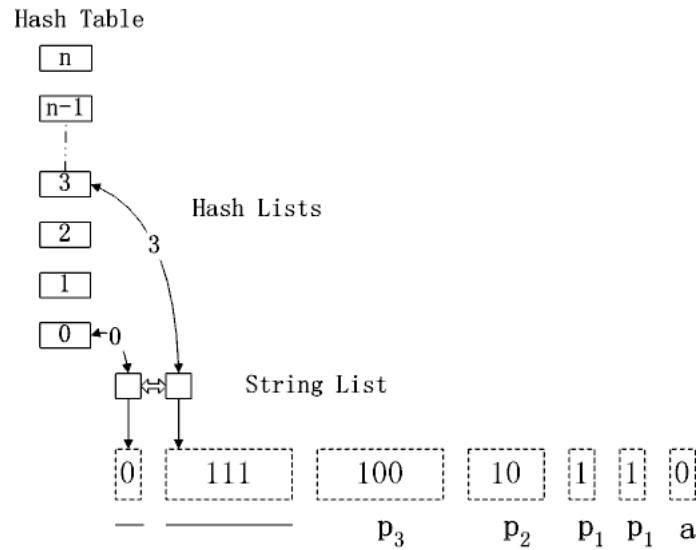 Hash Table
n
n-1
3
Hash Lists
2
3
1
0 0
String List
0 111 100 10 1 1 0
p₃ p₂ p₁ p₁ a